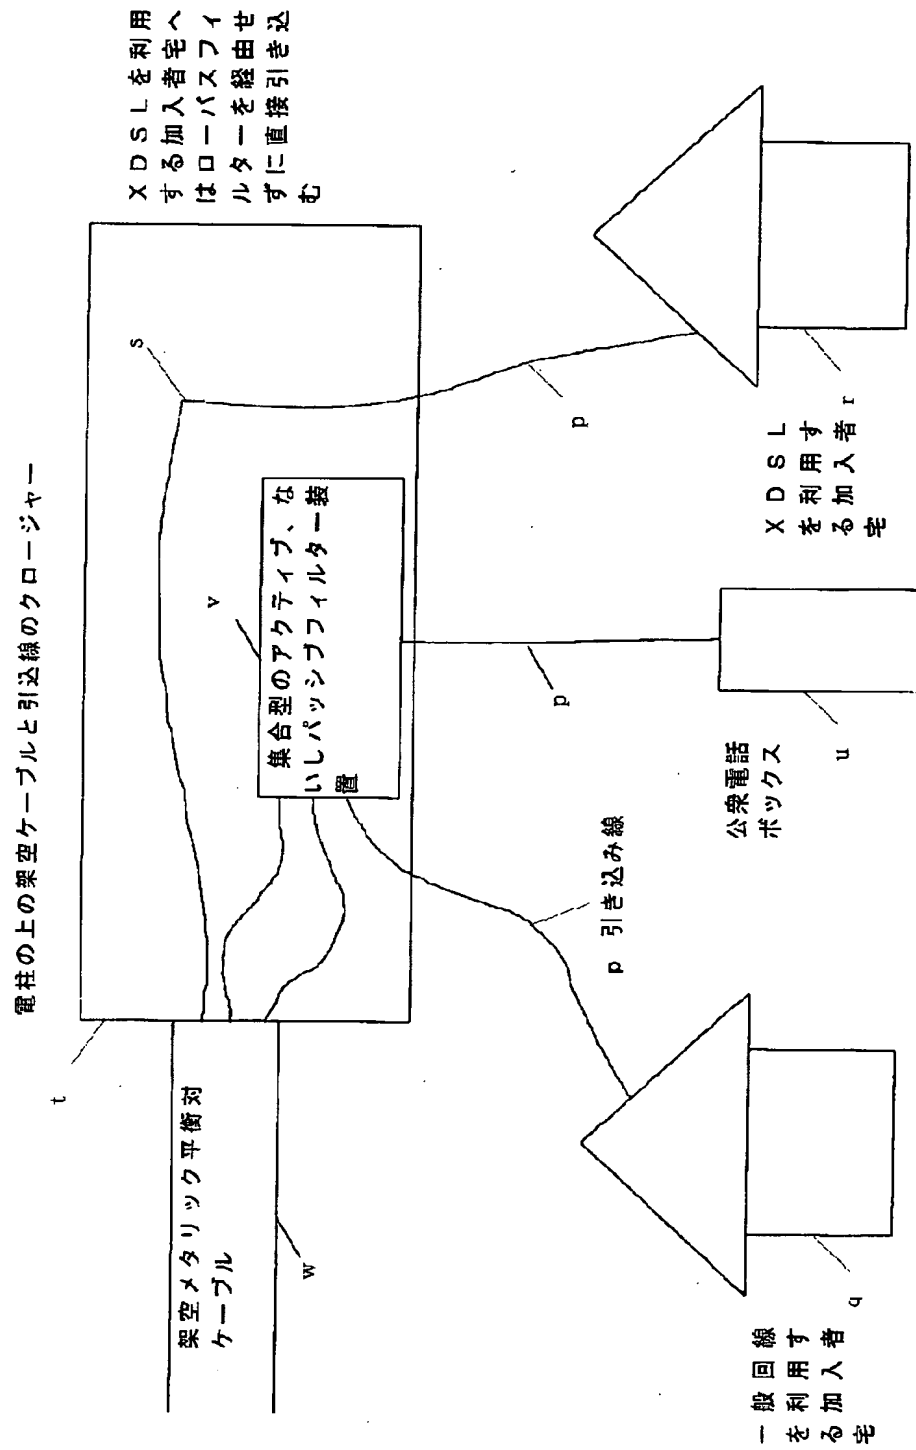 電柱の上の架空ケーブルと引込線のクロージャー
t
架空メタリック平衡対
ケーブル
w
s
XDSLを利用
する加入者宅へ
はローパスフィ
ルターを経由せ
ずに直接引き込
む
v
集合型のアクティブ、な
いしパッシブフィルター装
置
p 引き込み線
p
p
一般回線
を利用す
る加入者
宅
q
公衆電話
ボックス
u
XDSL
を利用す
る加入者
宅
r